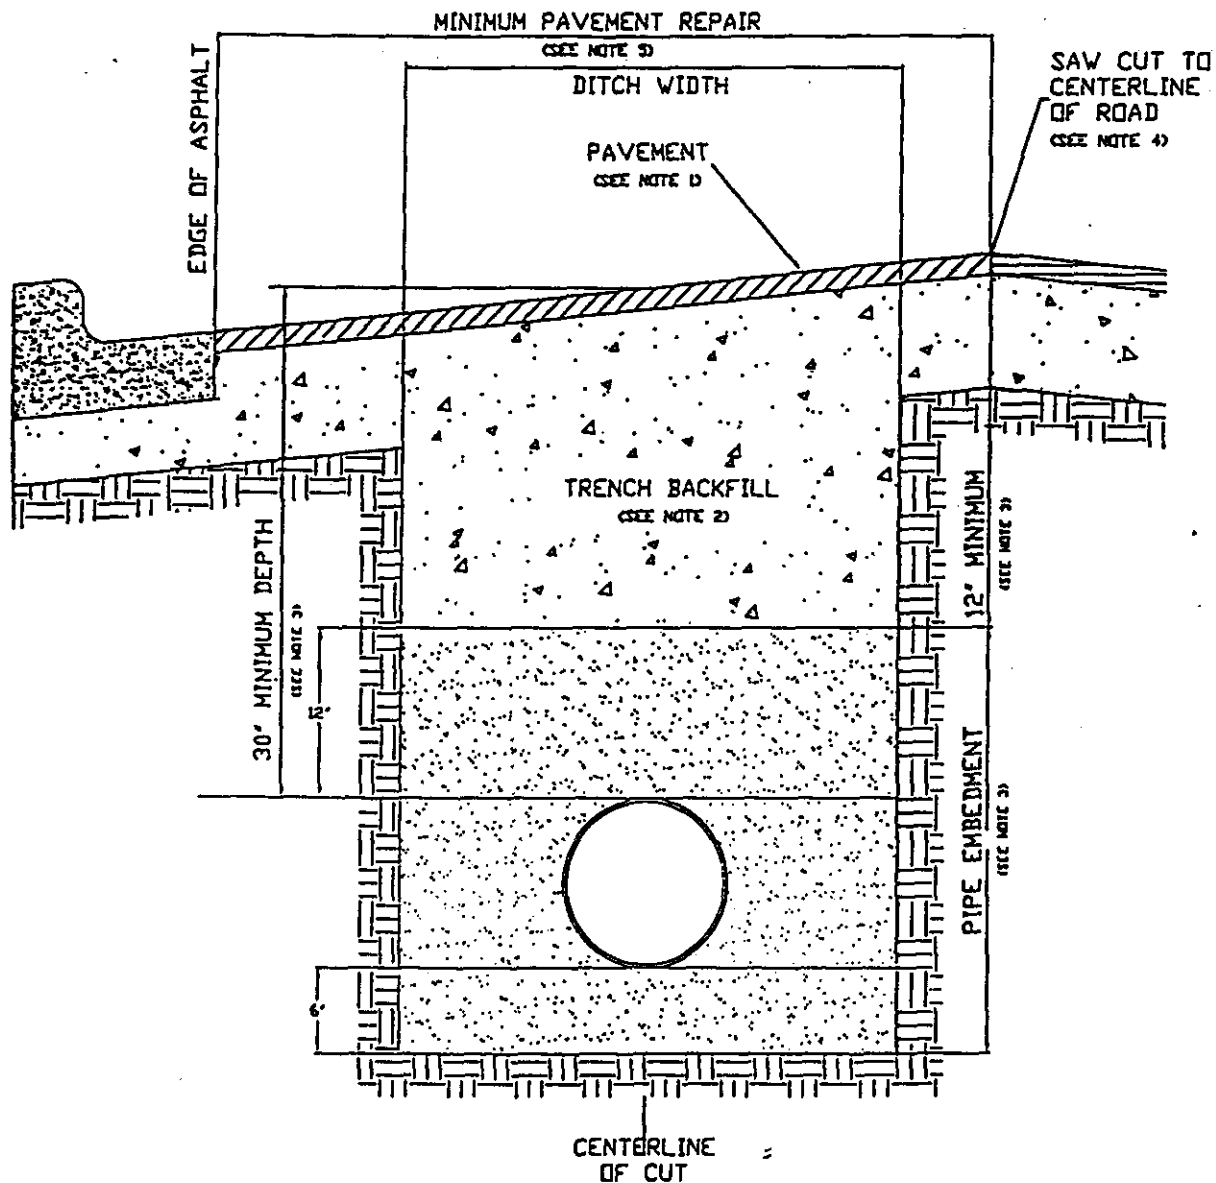 MINIMUM PAVEMENT REPAIR
(SEE NOTE 5)
DITCH WIDTH
EDGE OF ASPHALT
SAW CUT TO
CENTERLINE
OF ROAD
(SEE NOTE 4)
PAVEMENT
(SEE NOTE 1)
TRENCH BACKFILL
(SEE NOTE 2)
30" MINIMUM DEPTH
(SEE NOTE 3)
12" MINIMUM
(SEE NOTE 3)
12"
PIPE EMBEDMENT
(SEE NOTE 3)
6"
CENTERLINE
OF CUT